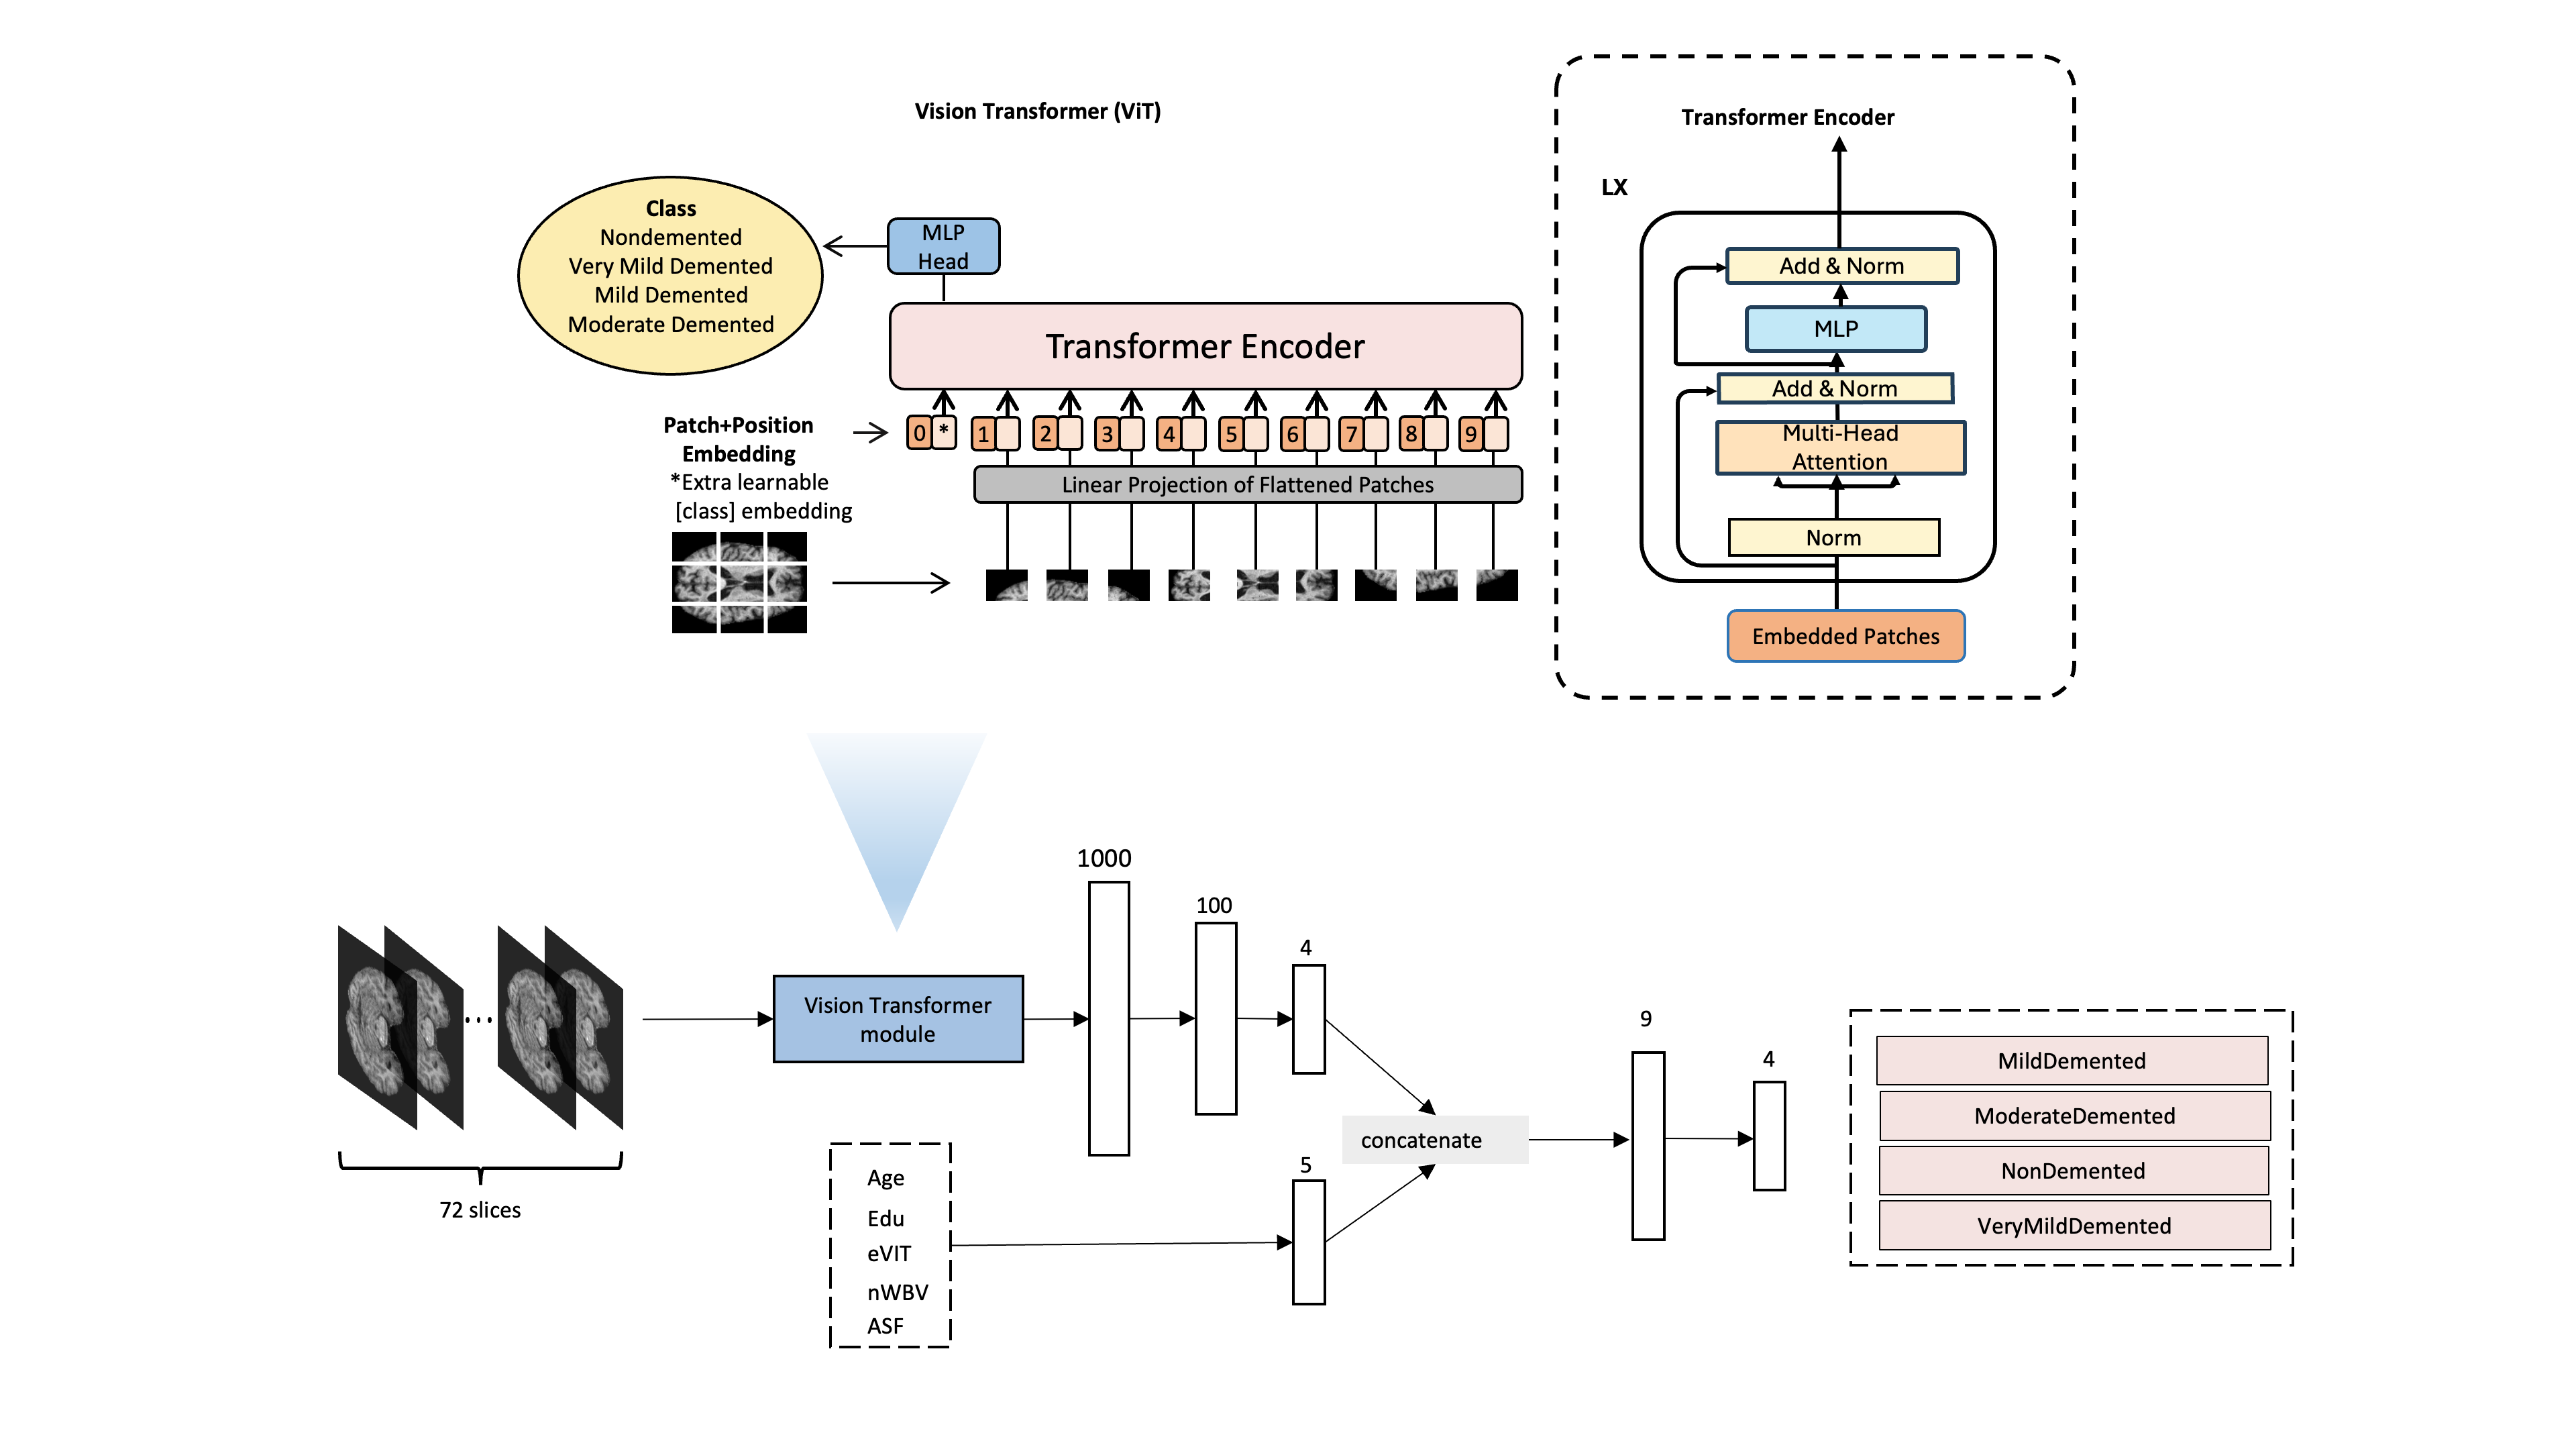 Vision Transformer (ViT)
Class
Nondemented
Very Mild Demented
Mild Demented
Moderate Demented
MLP
Head
Transformer Encoder
Patch+Position
Embedding
*Extra learnable
[class] embedding
0 * 1 2 3 4 5 6 7 8 9
Linear Projection of Flattened Patches
Transformer Encoder
LX
Add & Norm
MLP
Add & Norm
Multi-Head
Attention
Norm
Embedded Patches
72 slices
Vision Transformer
module
1000
100
4
Age
Edu
eVIT
nWBV
ASF
5
concatenate
9
4
MildDemented
ModerateDemented
NonDemented
VeryMildDemented